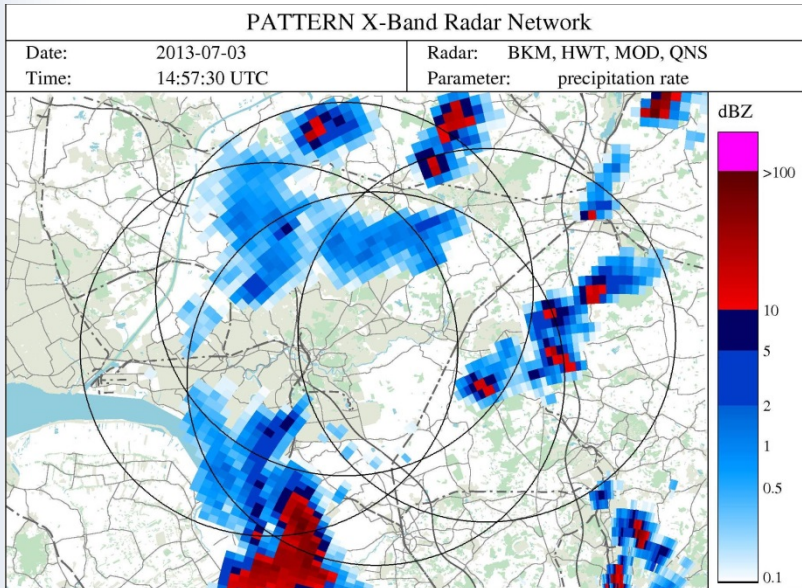 PATTERN X-Band Radar Network
Date: 2013-07-03 Radar: BKM, HWT, MOD, QNS
Time: 14:57:30 UTC Parameter: precipitation rate
dBZ
>100
10
5
2
1
0.5
0.1